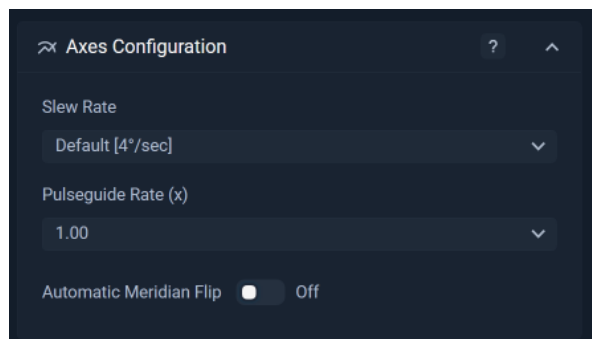 Axes Configuration ?
Slew Rate
Default [4°/sec]
Pulseguide Rate (x)
1.00
Automatic Meridian Flip Off